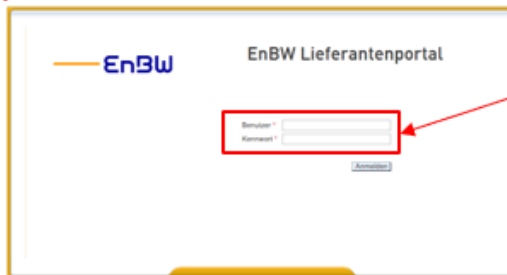 EnBW
EnBW Lieferantenportal
Benutzer *
Kennwort *
Anmelden